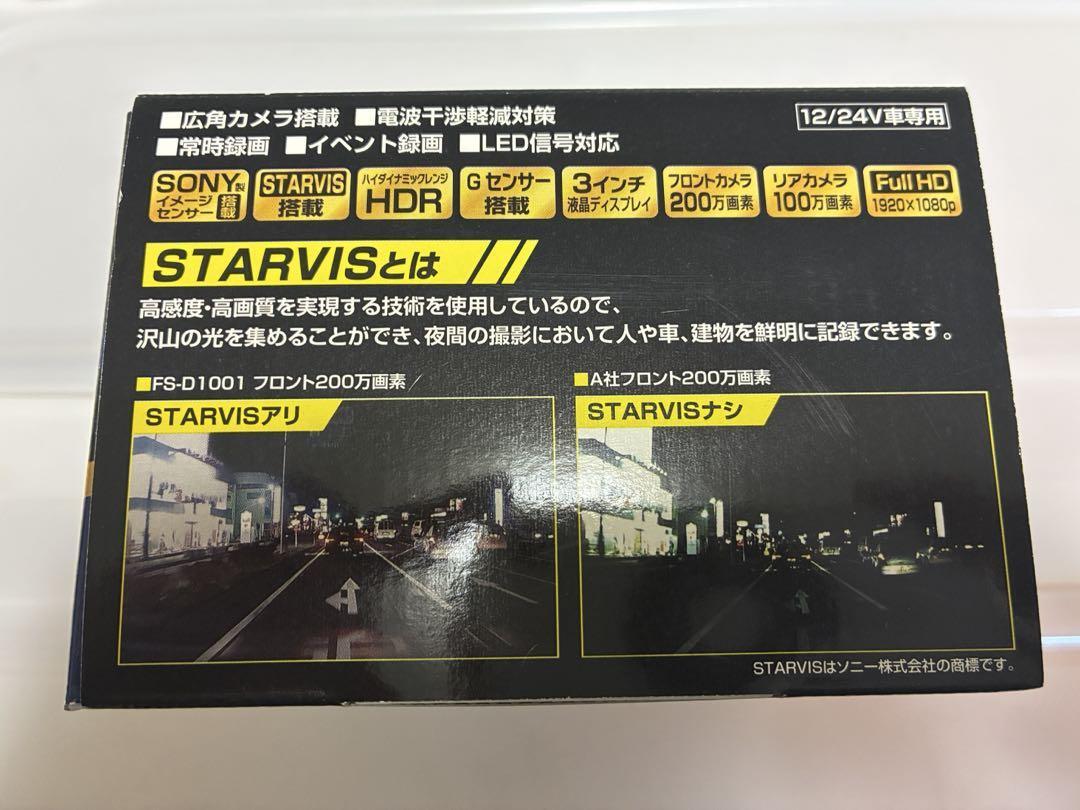 ■広角カメラ搭載 ■電波干渉軽減対策
12/24V車専用
■常時録画 ■イベント録画 ■LED信号対応
SONY製
イメージ
センサー搭載
STARVIS
搭載
ハイダイナミックレンジ
HDR
Gセンサー
搭載
3インチ
液晶ディスプレイ
フロントカメラ
200万画素
リアカメラ
100万画素
Full HD
1920×1080p
STARVISとは
高感度・高画質を実現する技術を使用しているので、
沢山の光を集めることができ、夜間の撮影において人や車、建物を鮮明に記録できます。
■FS-D1001 フロント200万画素
STARVISアリ
■A社フロント200万画素
STARVISナシ
STARVISはソニー株式会社の商標です。